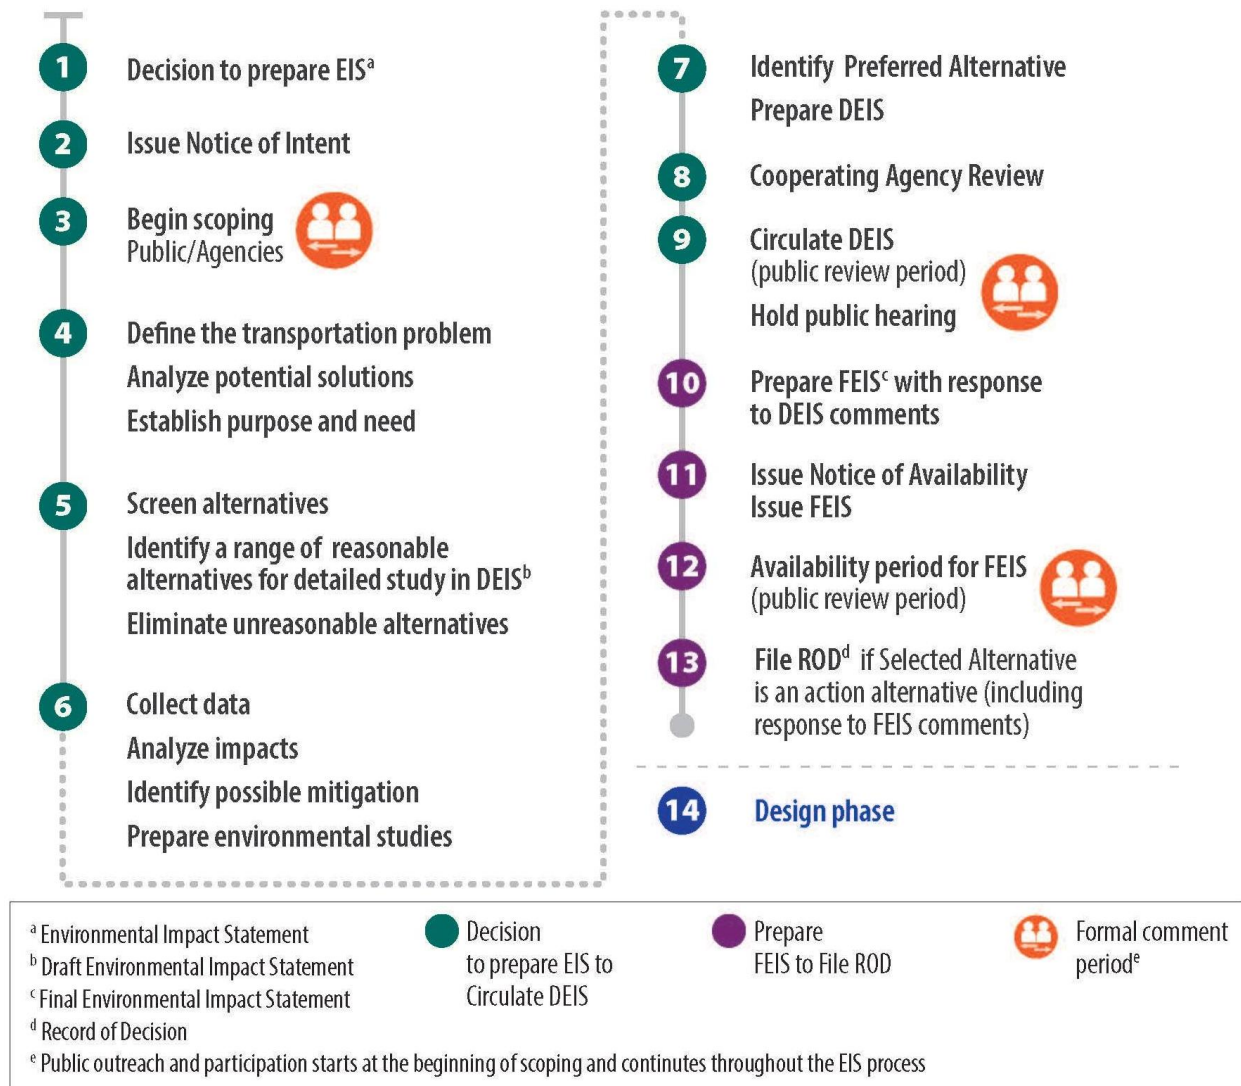 1 Decision to prepare EISᵃ
2 Issue Notice of Intent
3 Begin scoping
Public/Agencies
4 Define the transportation problem
Analyze potential solutions
Establish purpose and need
5 Screen alternatives
Identify a range of reasonable
alternatives for detailed study in DEISᵇ
Eliminate unreasonable alternatives
6 Collect data
Analyze impacts
Identify possible mitigation
Prepare environmental studies
7 Identify Preferred Alternative
Prepare DEIS
8 Cooperating Agency Review
9 Circulate DEIS
(public review period)
Hold public hearing
10 Prepare FEISᶜ with response
to DEIS comments
11 Issue Notice of Availability
Issue FEIS
12 Availability period for FEIS
(public review period)
13 File RODᵈ if Selected Alternative
is an action alternative (including
response to FEIS comments)
14 Design phase
ᵃ Environmental Impact Statement
ᵇ Draft Environmental Impact Statement
ᶜ Final Environmental Impact Statement
ᵈ Record of Decision
ᵉ Public outreach and participation starts at the beginning of scoping and continutes throughout the EIS process
Decision
to prepare EIS to
Circulate DEIS
Prepare
FEIS to File ROD
Formal comment
periodᵉ